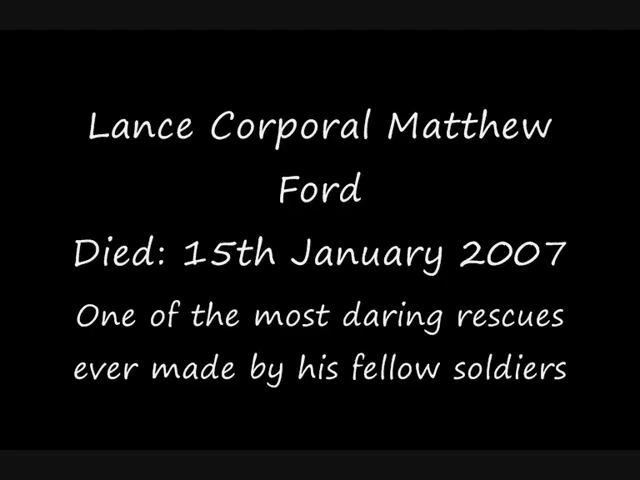 Lance Corporal Matthew
Ford
Died: 15th January 2007
One of the most daring rescues
ever made by his fellow soldiers